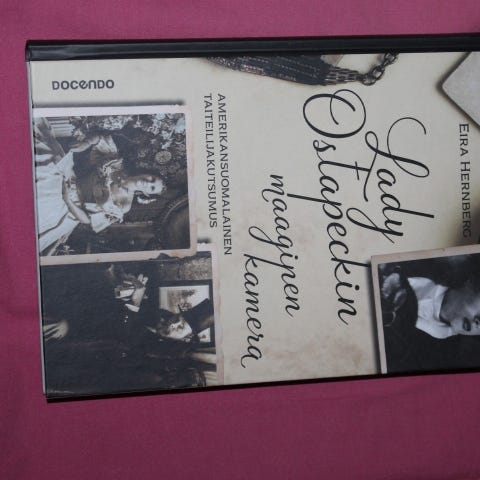 EIRA HERNBERG
Lady
Ostapeckin
maaginen
kamera
AMERIKANSUOMALAINEN
TAITEILIJAKUTSUMUS
DOCENDO